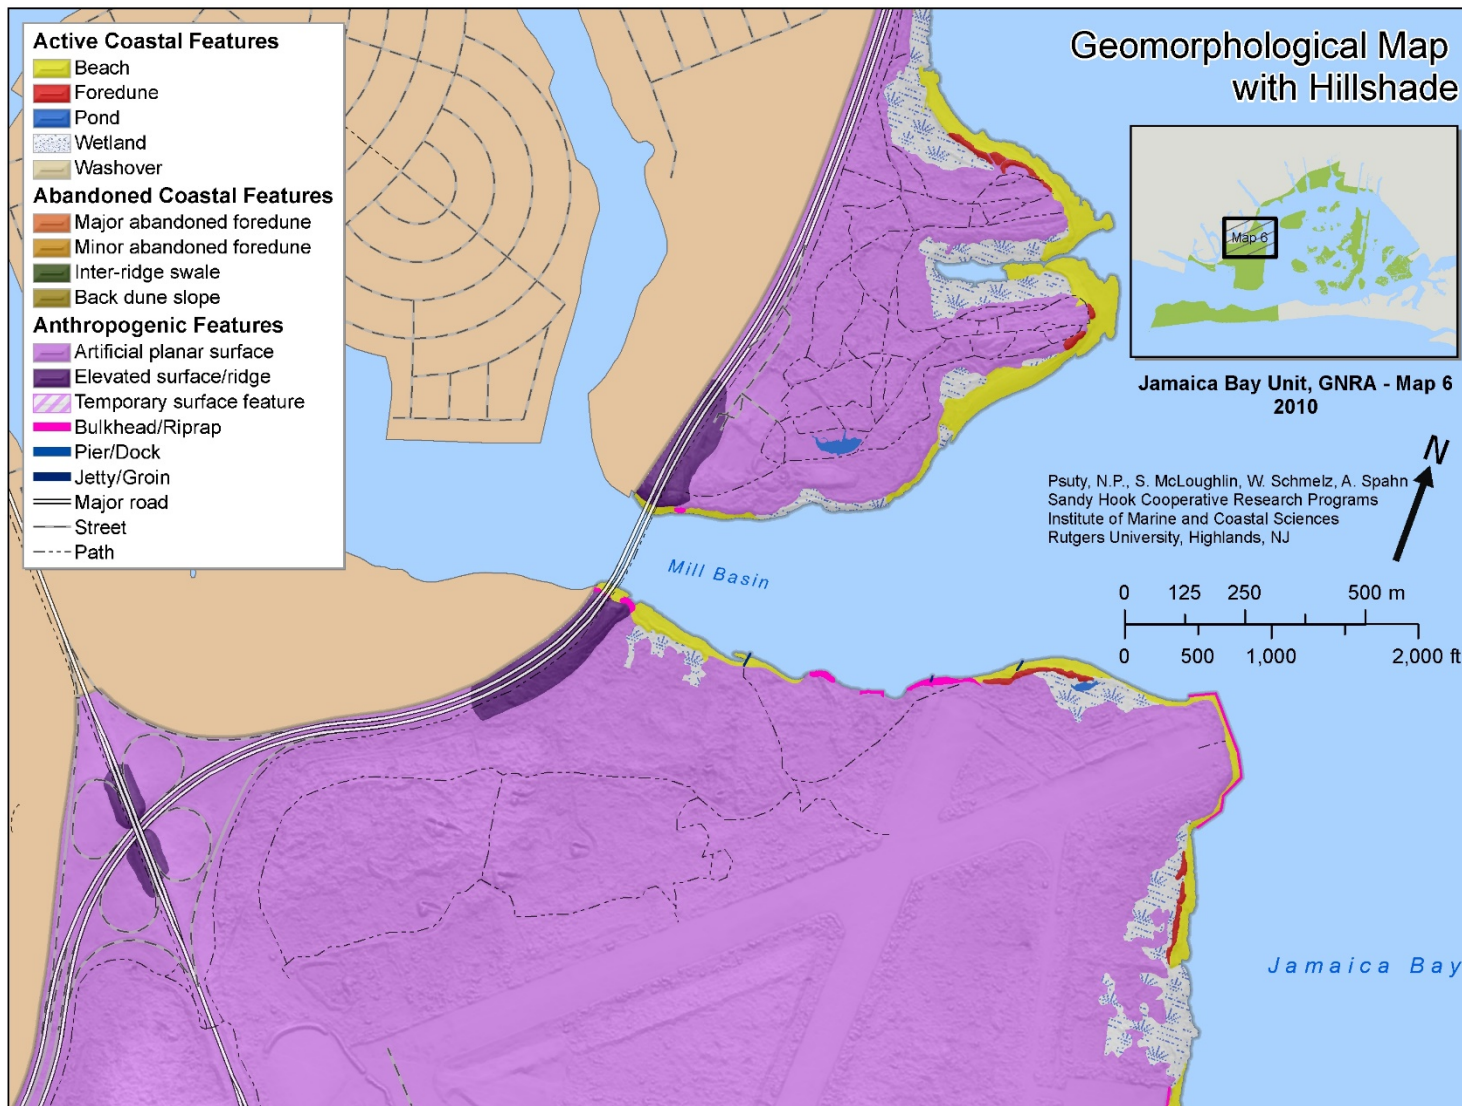 Active Coastal Features
Beach
Foredune
Pond
Wetland
Washover
Abandoned Coastal Features
Major abandoned foredune
Minor abandoned foredune
Inter-ridge swale
Back dune slope
Anthropogenic Features
Artificial planar surface
Elevated surface/ridge
Temporary surface feature
Bulkhead/Riprap
Pier/Dock
Jetty/Groin
Major road
Street
Path
Geomorphological Map
with Hillshade
Map 6
Jamaica Bay Unit, GNRA - Map 6
2010
N
Psuty, N.P., S. McLoughlin, W. Schmelz, A. Spahn
Sandy Hook Cooperative Research Programs
Institute of Marine and Coastal Sciences
Rutgers University, Highlands, NJ
0 125 250 500 m
0 500 1,000 2,000 ft
Mill Basin
Jamaica Bay